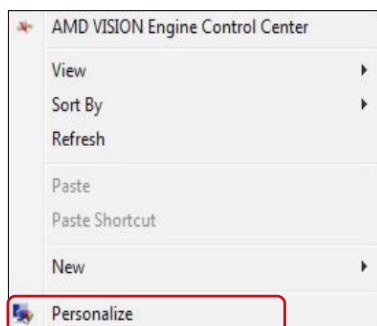 AMD VISION Engine Control Center
View
Sort By
Refresh
Paste
Paste Shortcut
New
Personalize